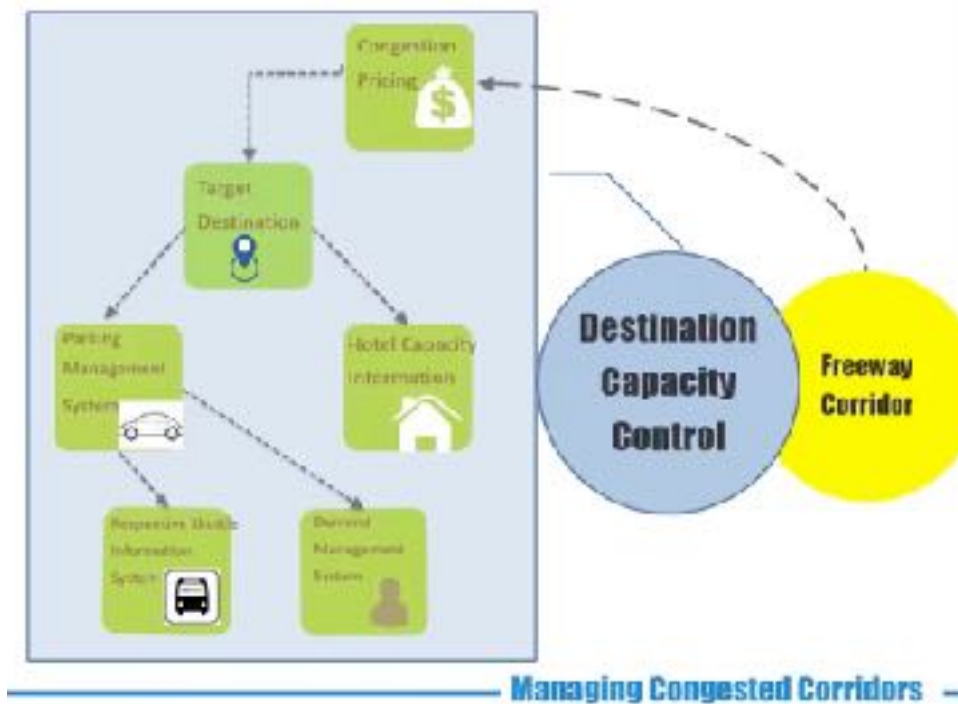 Congestion
Pricing
$
Target
Destination
Parking
Management
System
Hotel Capacity
Information
Responsive Shuttle
Information
System
Demand
Management
System
Destination
Capacity
Control
Freeway
Corridor
Managing Congested Corridors